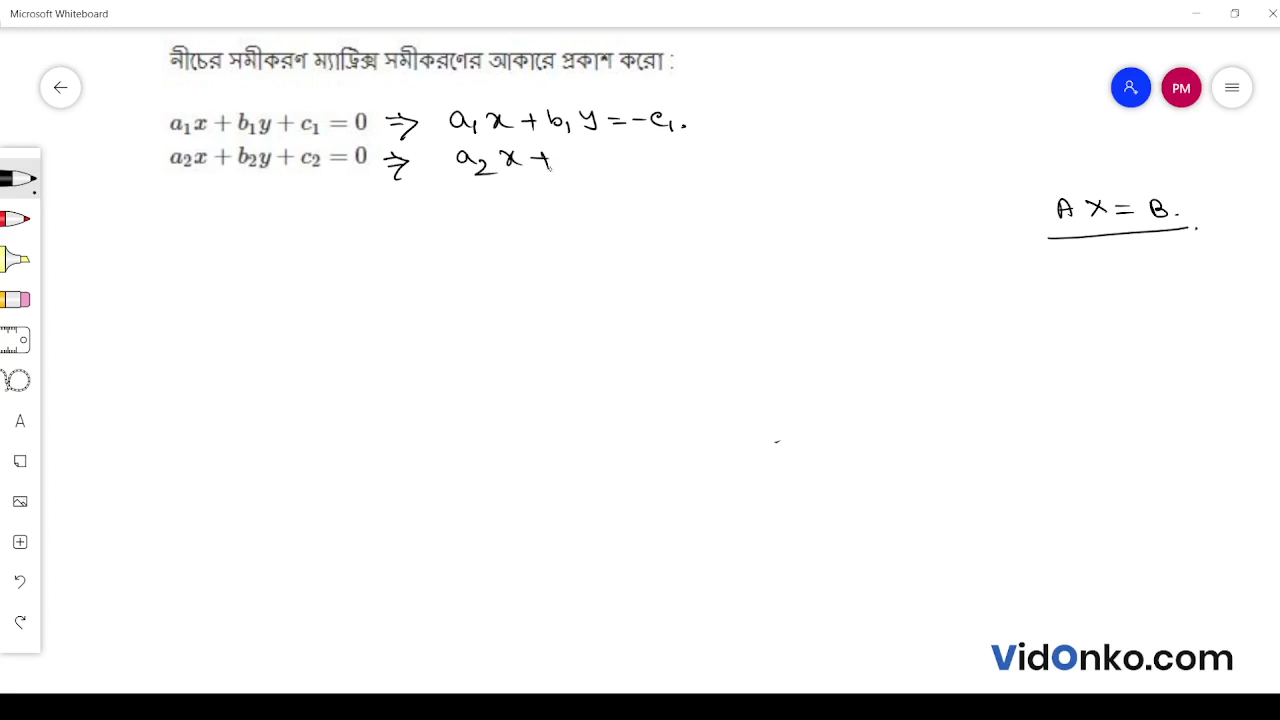 Microsoft Whiteboard
নীচের সমীকরণ ম্যাট্রিক্স সমীকরণের আকারে প্রকাশ করো :
PM
a₁x + b₁y + c₁ = 0 ⇒ a₁x + b₁y = -c₁.
a₂x + b₂y + c₂ = 0 ⇒ a₂x +
AX = B.
A
VidOnko.com